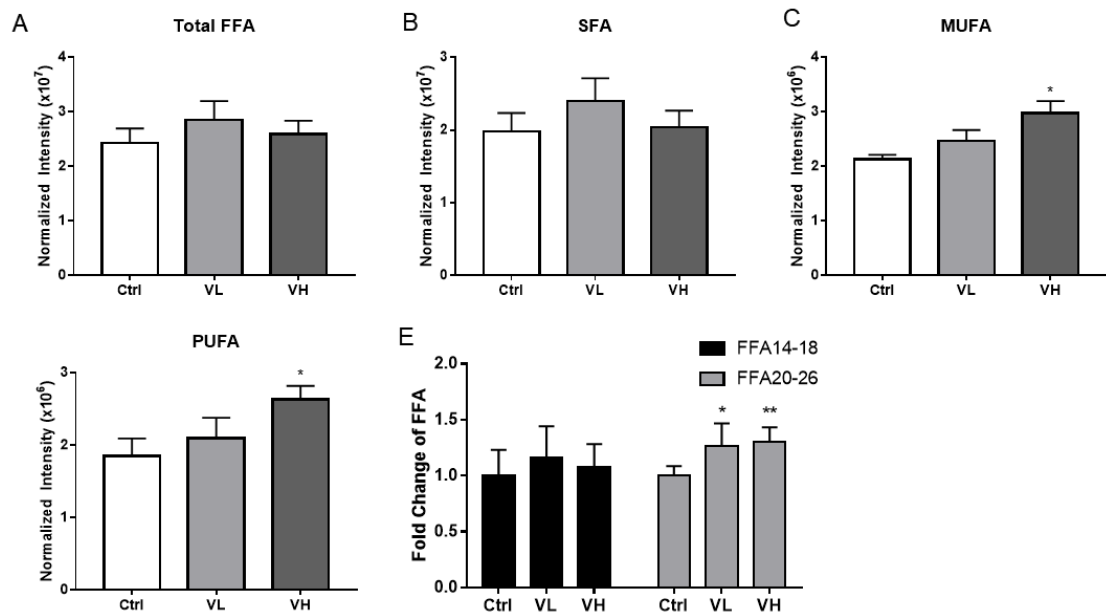 A
Total FFA
Normalized Intensity (x10⁷)
4
3
2
1
0
Ctrl VL VH
B
SFA
Normalized Intensity (x10⁷)
4
3
2
1
0
Ctrl VL VH
C
MUFA
Normalized Intensity (x10⁶)
4
3
2
1
0
*
Ctrl VL VH
PUFA
Normalized Intensity (x10⁶)
3
2
1
0
*
Ctrl VL VH
E
FFA14-18
FFA20-26
Fold Change of FFA
2.0
1.5
1.0
0.5
0.0
* **
Ctrl VL VH Ctrl VL VH